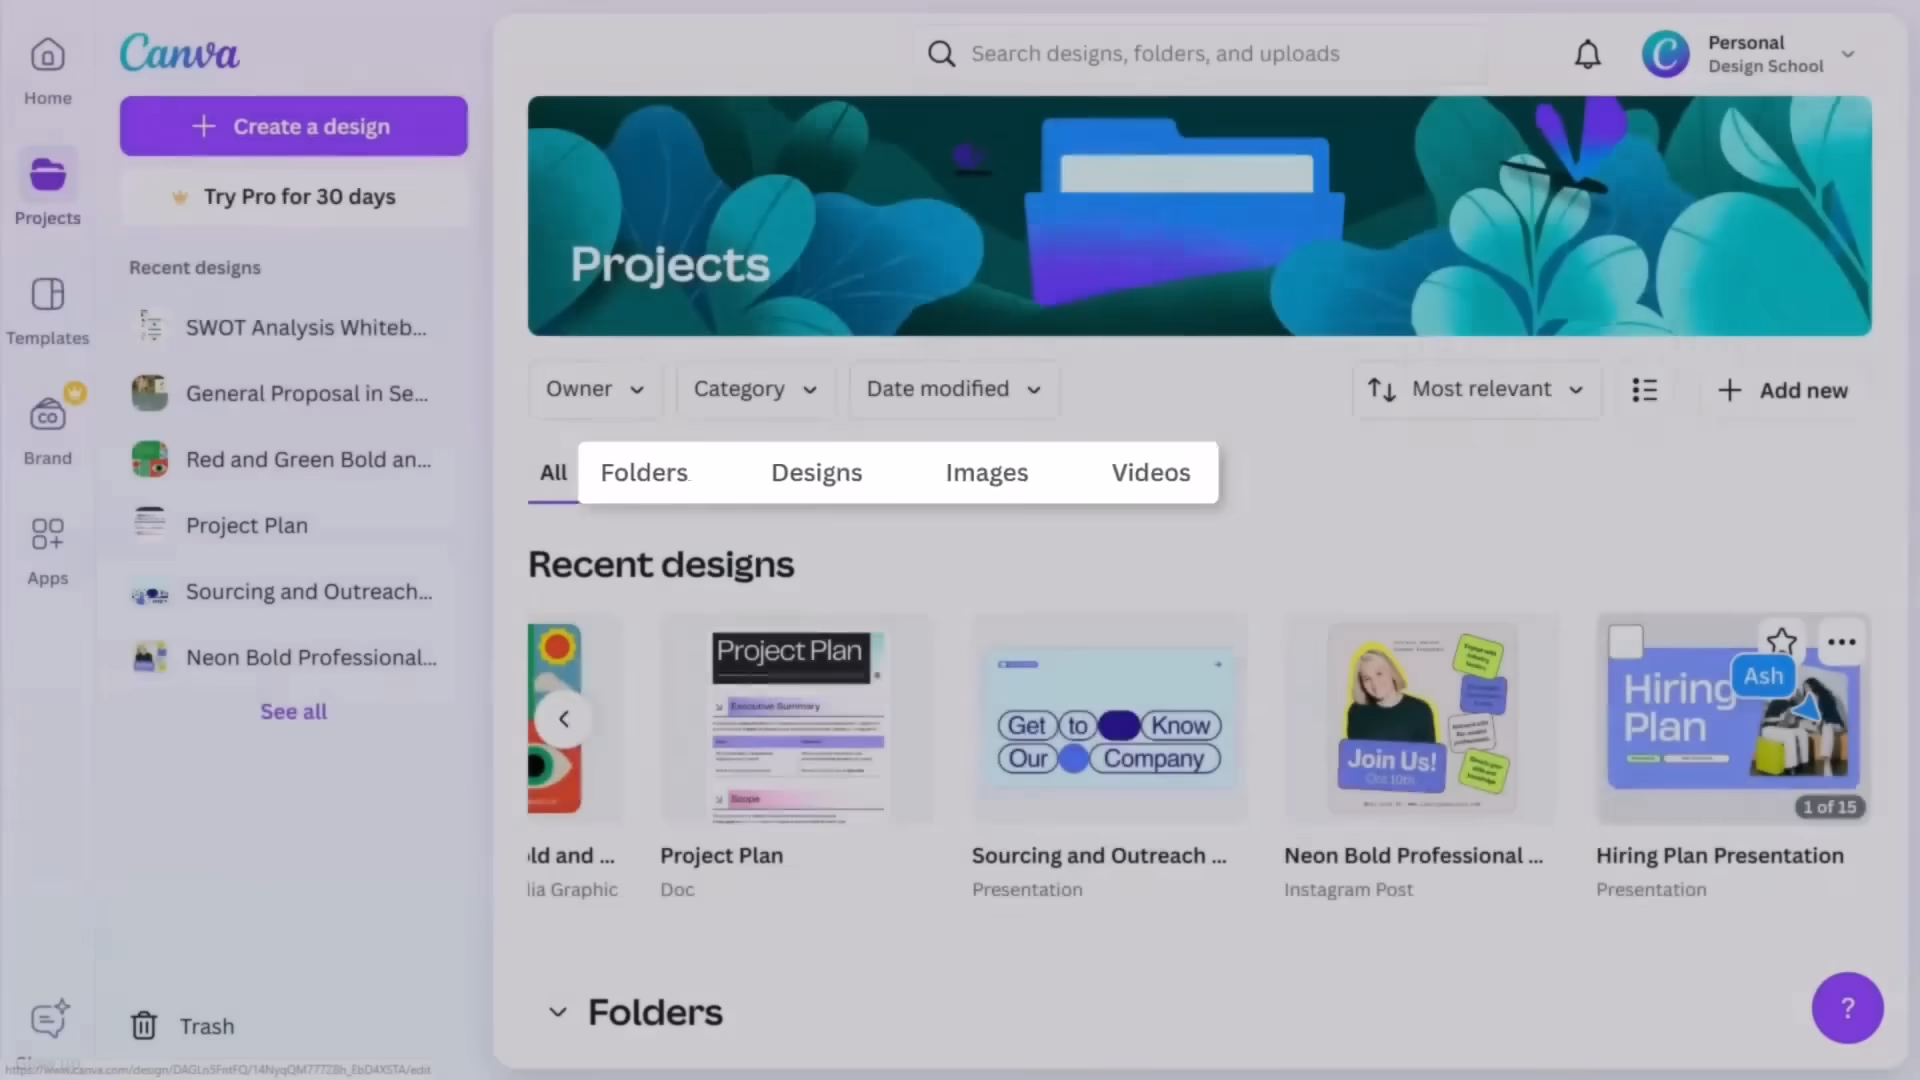 Home
Projects
Templates
Brand
Apps
Canva
Create a design
Try Pro for 30 days
Recent designs
SWOT Analysis Whiteb...
General Proposal in Se...
Red and Green Bold an...
Project Plan
Sourcing and Outreach...
Neon Bold Professional...
See all
Trash
Search designs, folders, and uploads
Personal
Design School
Projects
Owner
Category
Date modified
Most relevant
Add new
All
Folders
Designs
Images
Videos
Recent designs
Project Plan
Executive Summary
Scope
Get to Know
Our Company
Join Us!
Oct 10th
Hiring
Plan
Ash
1 of 15
ld and ...
lia Graphic
Project Plan
Doc
Sourcing and Outreach ...
Presentation
Neon Bold Professional ...
Instagram Post
Hiring Plan Presentation
Presentation
Folders
?